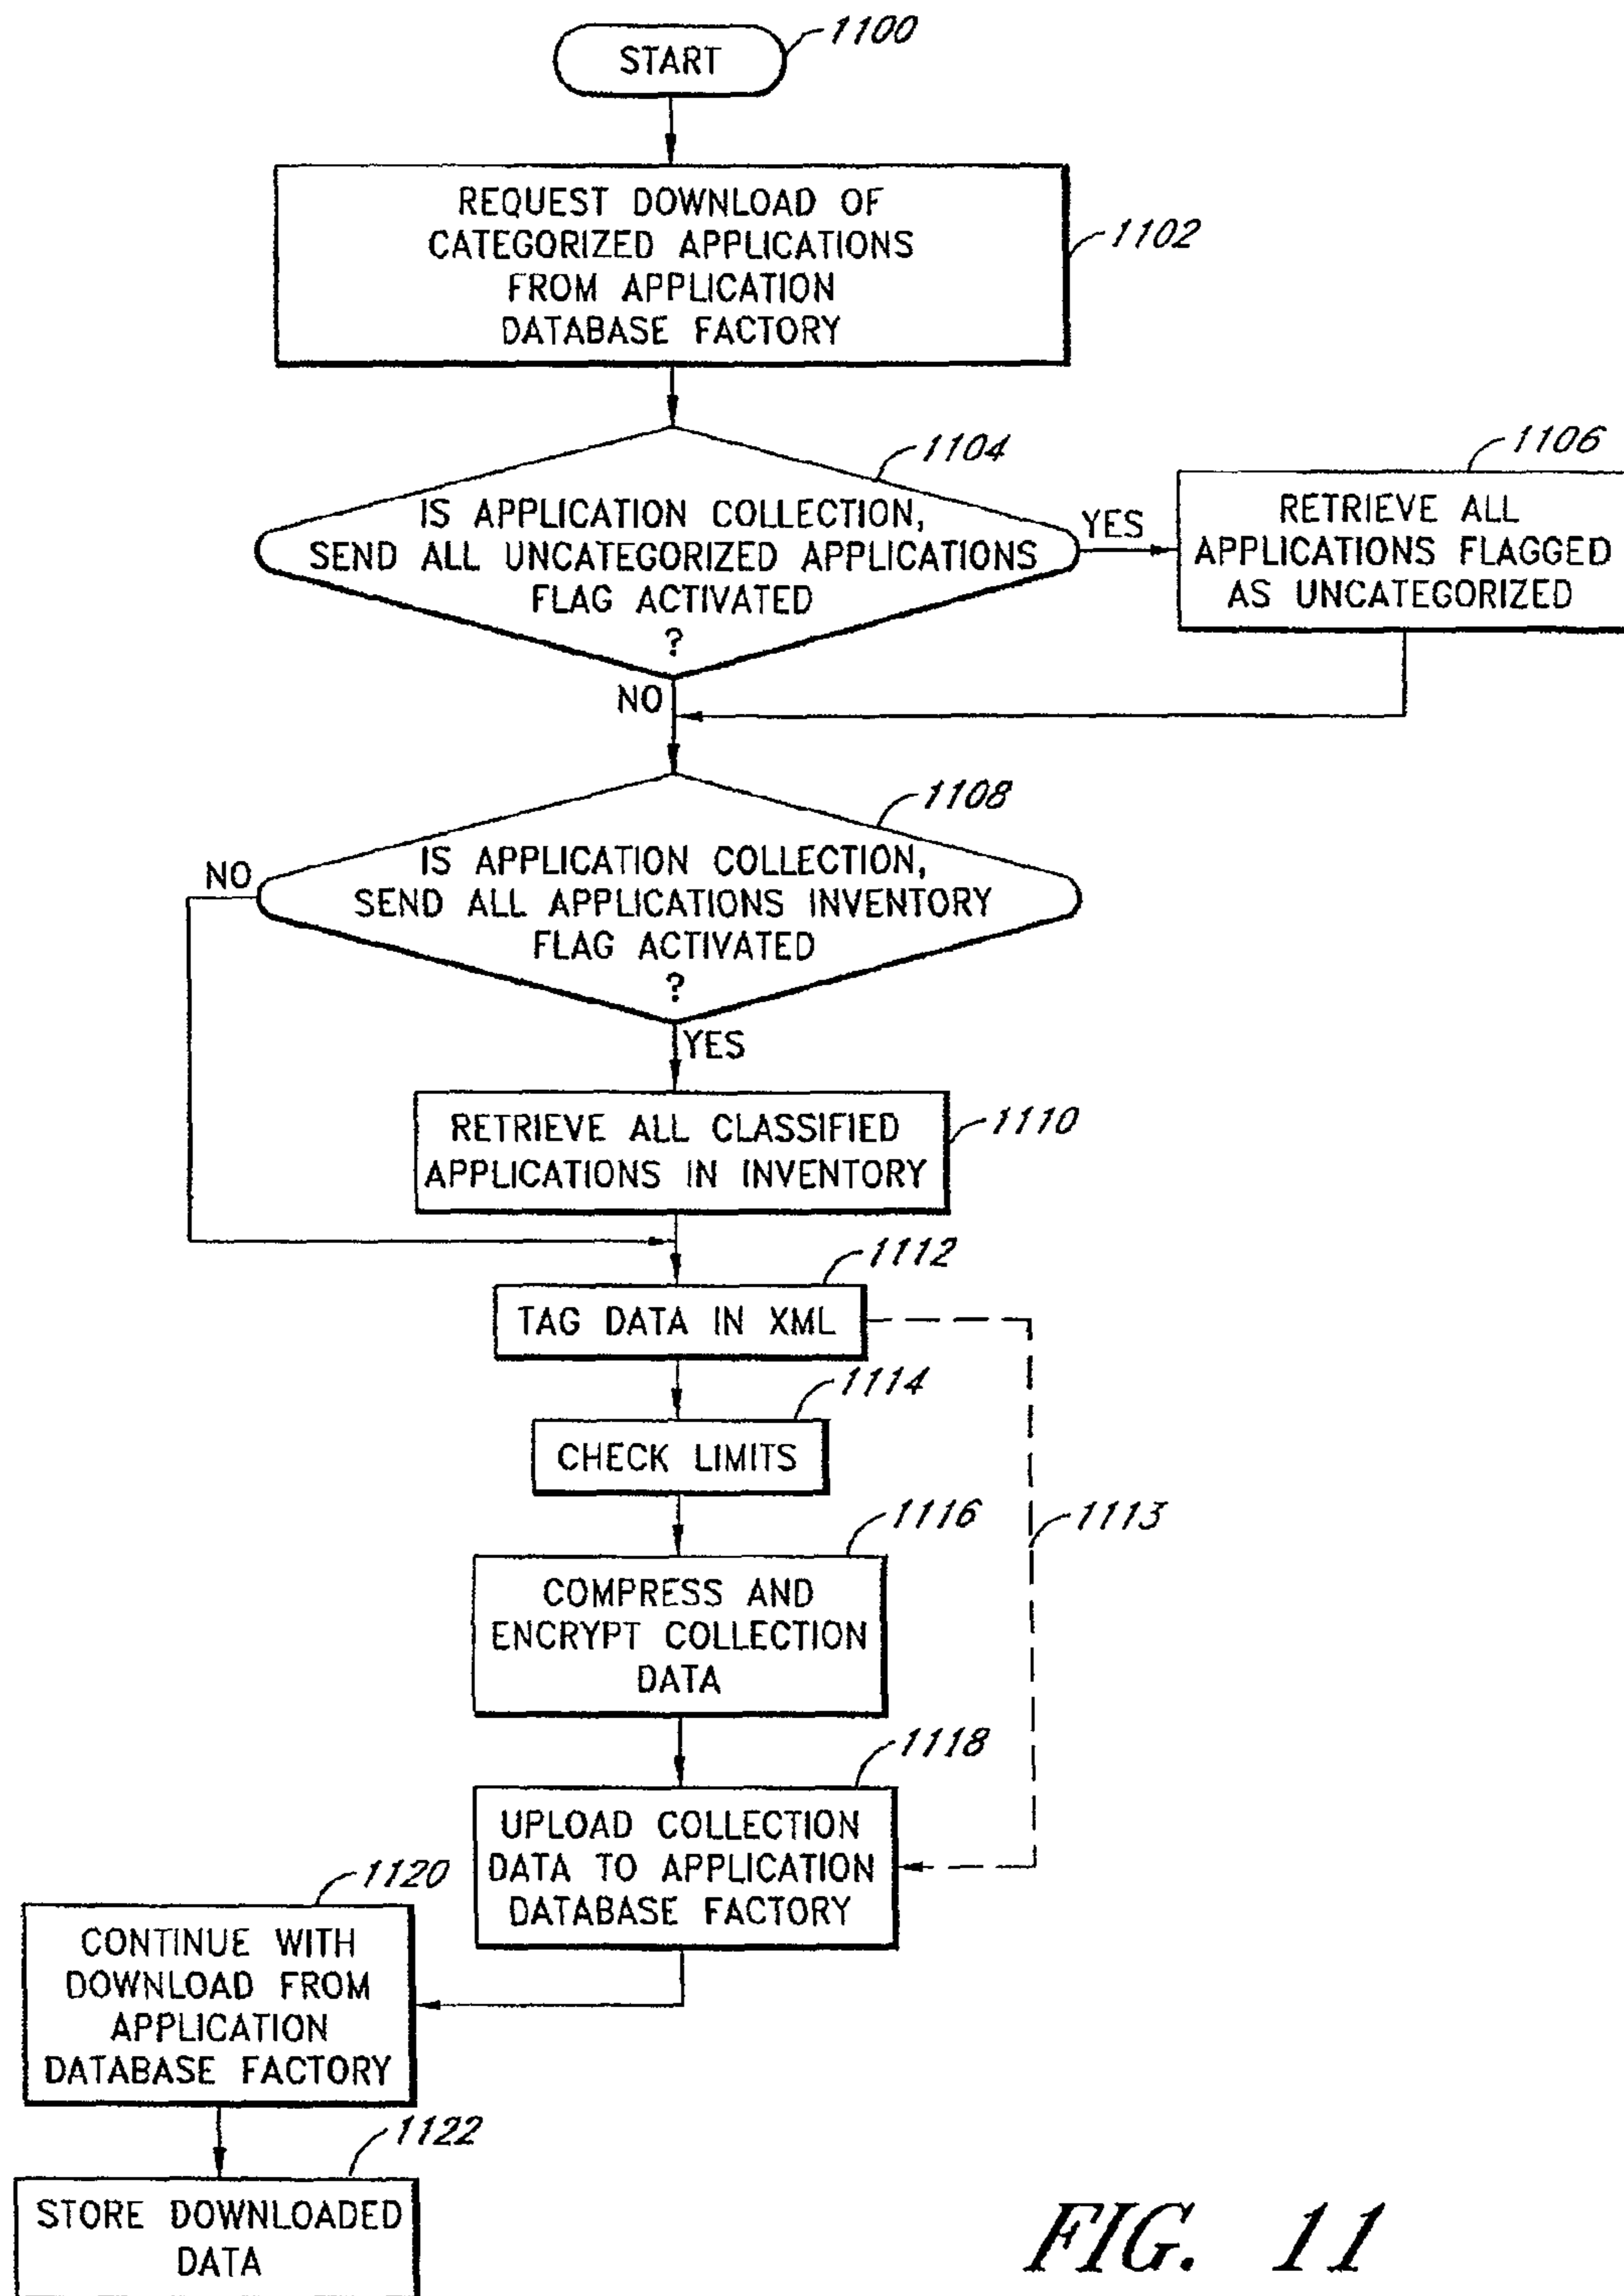 START
1100
REQUEST DOWNLOAD OF
CATEGORIZED APPLICATIONS
FROM APPLICATION
DATABASE FACTORY
1102
1104
IS APPLICATION COLLECTION,
SEND ALL UNCATEGORIZED APPLICATIONS
FLAG ACTIVATED
?
YES
1106
RETRIEVE ALL
APPLICATIONS FLAGGED
AS UNCATEGORIZED
NO
1108
IS APPLICATION COLLECTION,
SEND ALL APPLICATIONS INVENTORY
FLAG ACTIVATED
?
NO
YES
RETRIEVE ALL CLASSIFIED
APPLICATIONS IN INVENTORY
1110
1112
TAG DATA IN XML
1114
CHECK LIMITS
1113
1116
COMPRESS AND
ENCRYPT COLLECTION
DATA
1118
UPLOAD COLLECTION
DATA TO APPLICATION
DATABASE FACTORY
1120
CONTINUE WITH
DOWNLOAD FROM
APPLICATION
DATABASE FACTORY
1122
STORE DOWNLOADED
DATA
FIG. 11